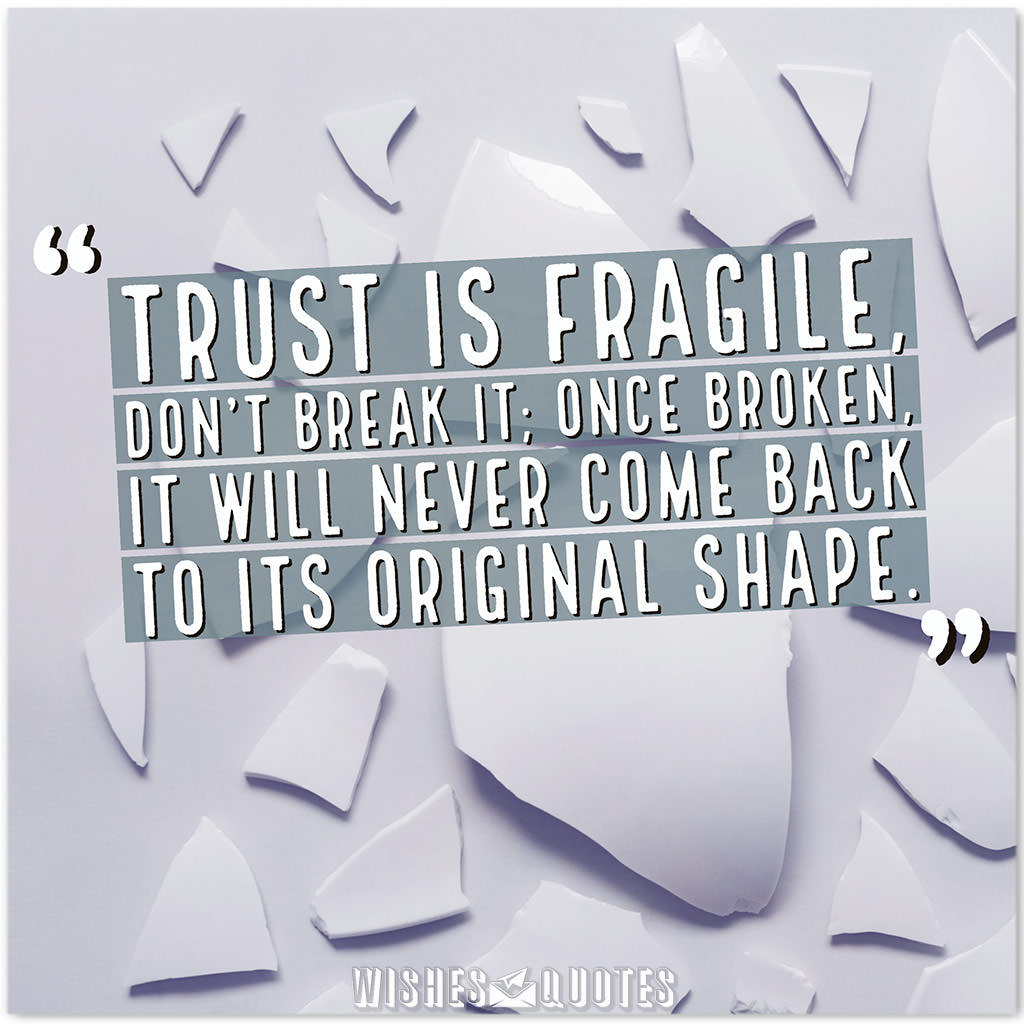 “
TRUST IS FRAGILE,
DON'T BREAK IT; ONCE BROKEN,
IT WILL NEVER COME BACK
TO ITS ORIGINAL SHAPE.
”
WISHES QUOTES